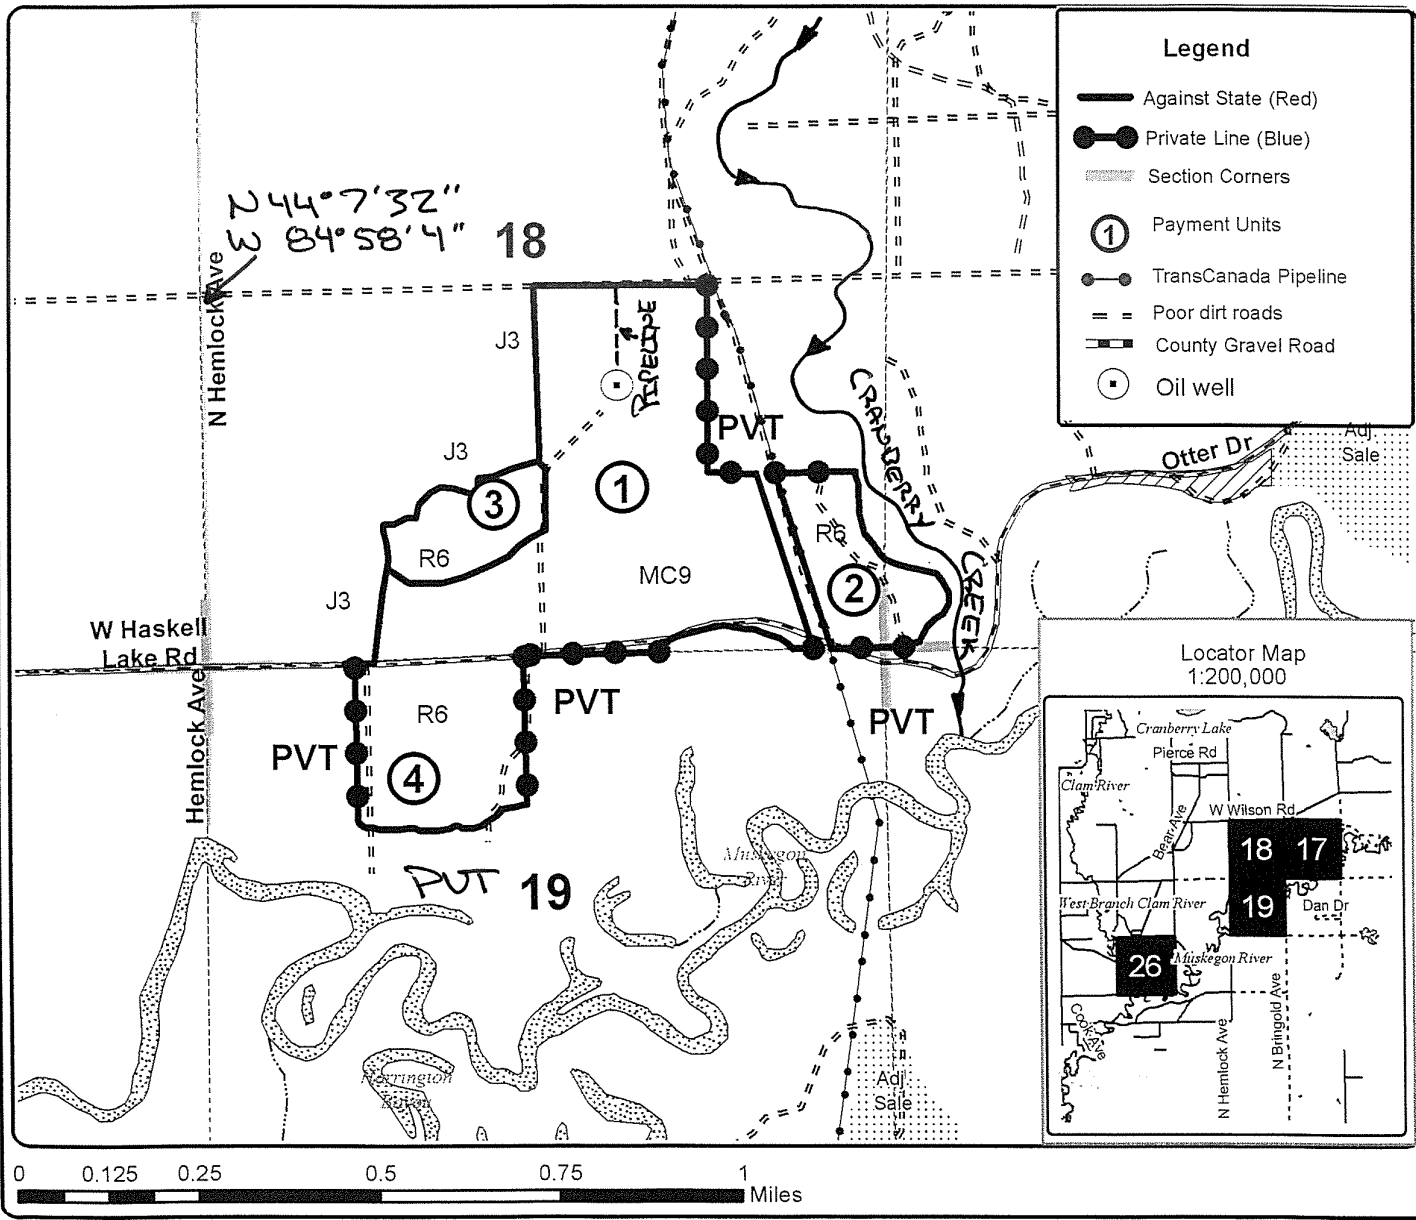 N 44°7'32"
W 84°58'4"
18
N Hemlock Ave
J3
PIPELINE
PVT
J3
3
1
R6
MC9
J3
R6
2
CRANBERRY
CREEK
Otter Dr
Adj
Sale
W Haskell
Lake Rd
Hemlock Ave
PVT
R6
4
PVT
PVT
PVT
19
Muskegon
River
Adj
Sale
Legend
Against State (Red)
Private Line (Blue)
Section Corners
1
Payment Units
TransCanada Pipeline
Poor dirt roads
County Gravel Road
Oil well
Locator Map
1:200,000
Cranberry Lake
Pierce Rd
Clam River
W Wilson Rd
Bear Ave
18
17
West Branch Clam River
19
Dan Dr
26
Muskegon River
Cook Ave
N Hemlock Ave
N Bringold Ave
0
0.125
0.25
0.5
0.75
1
Miles